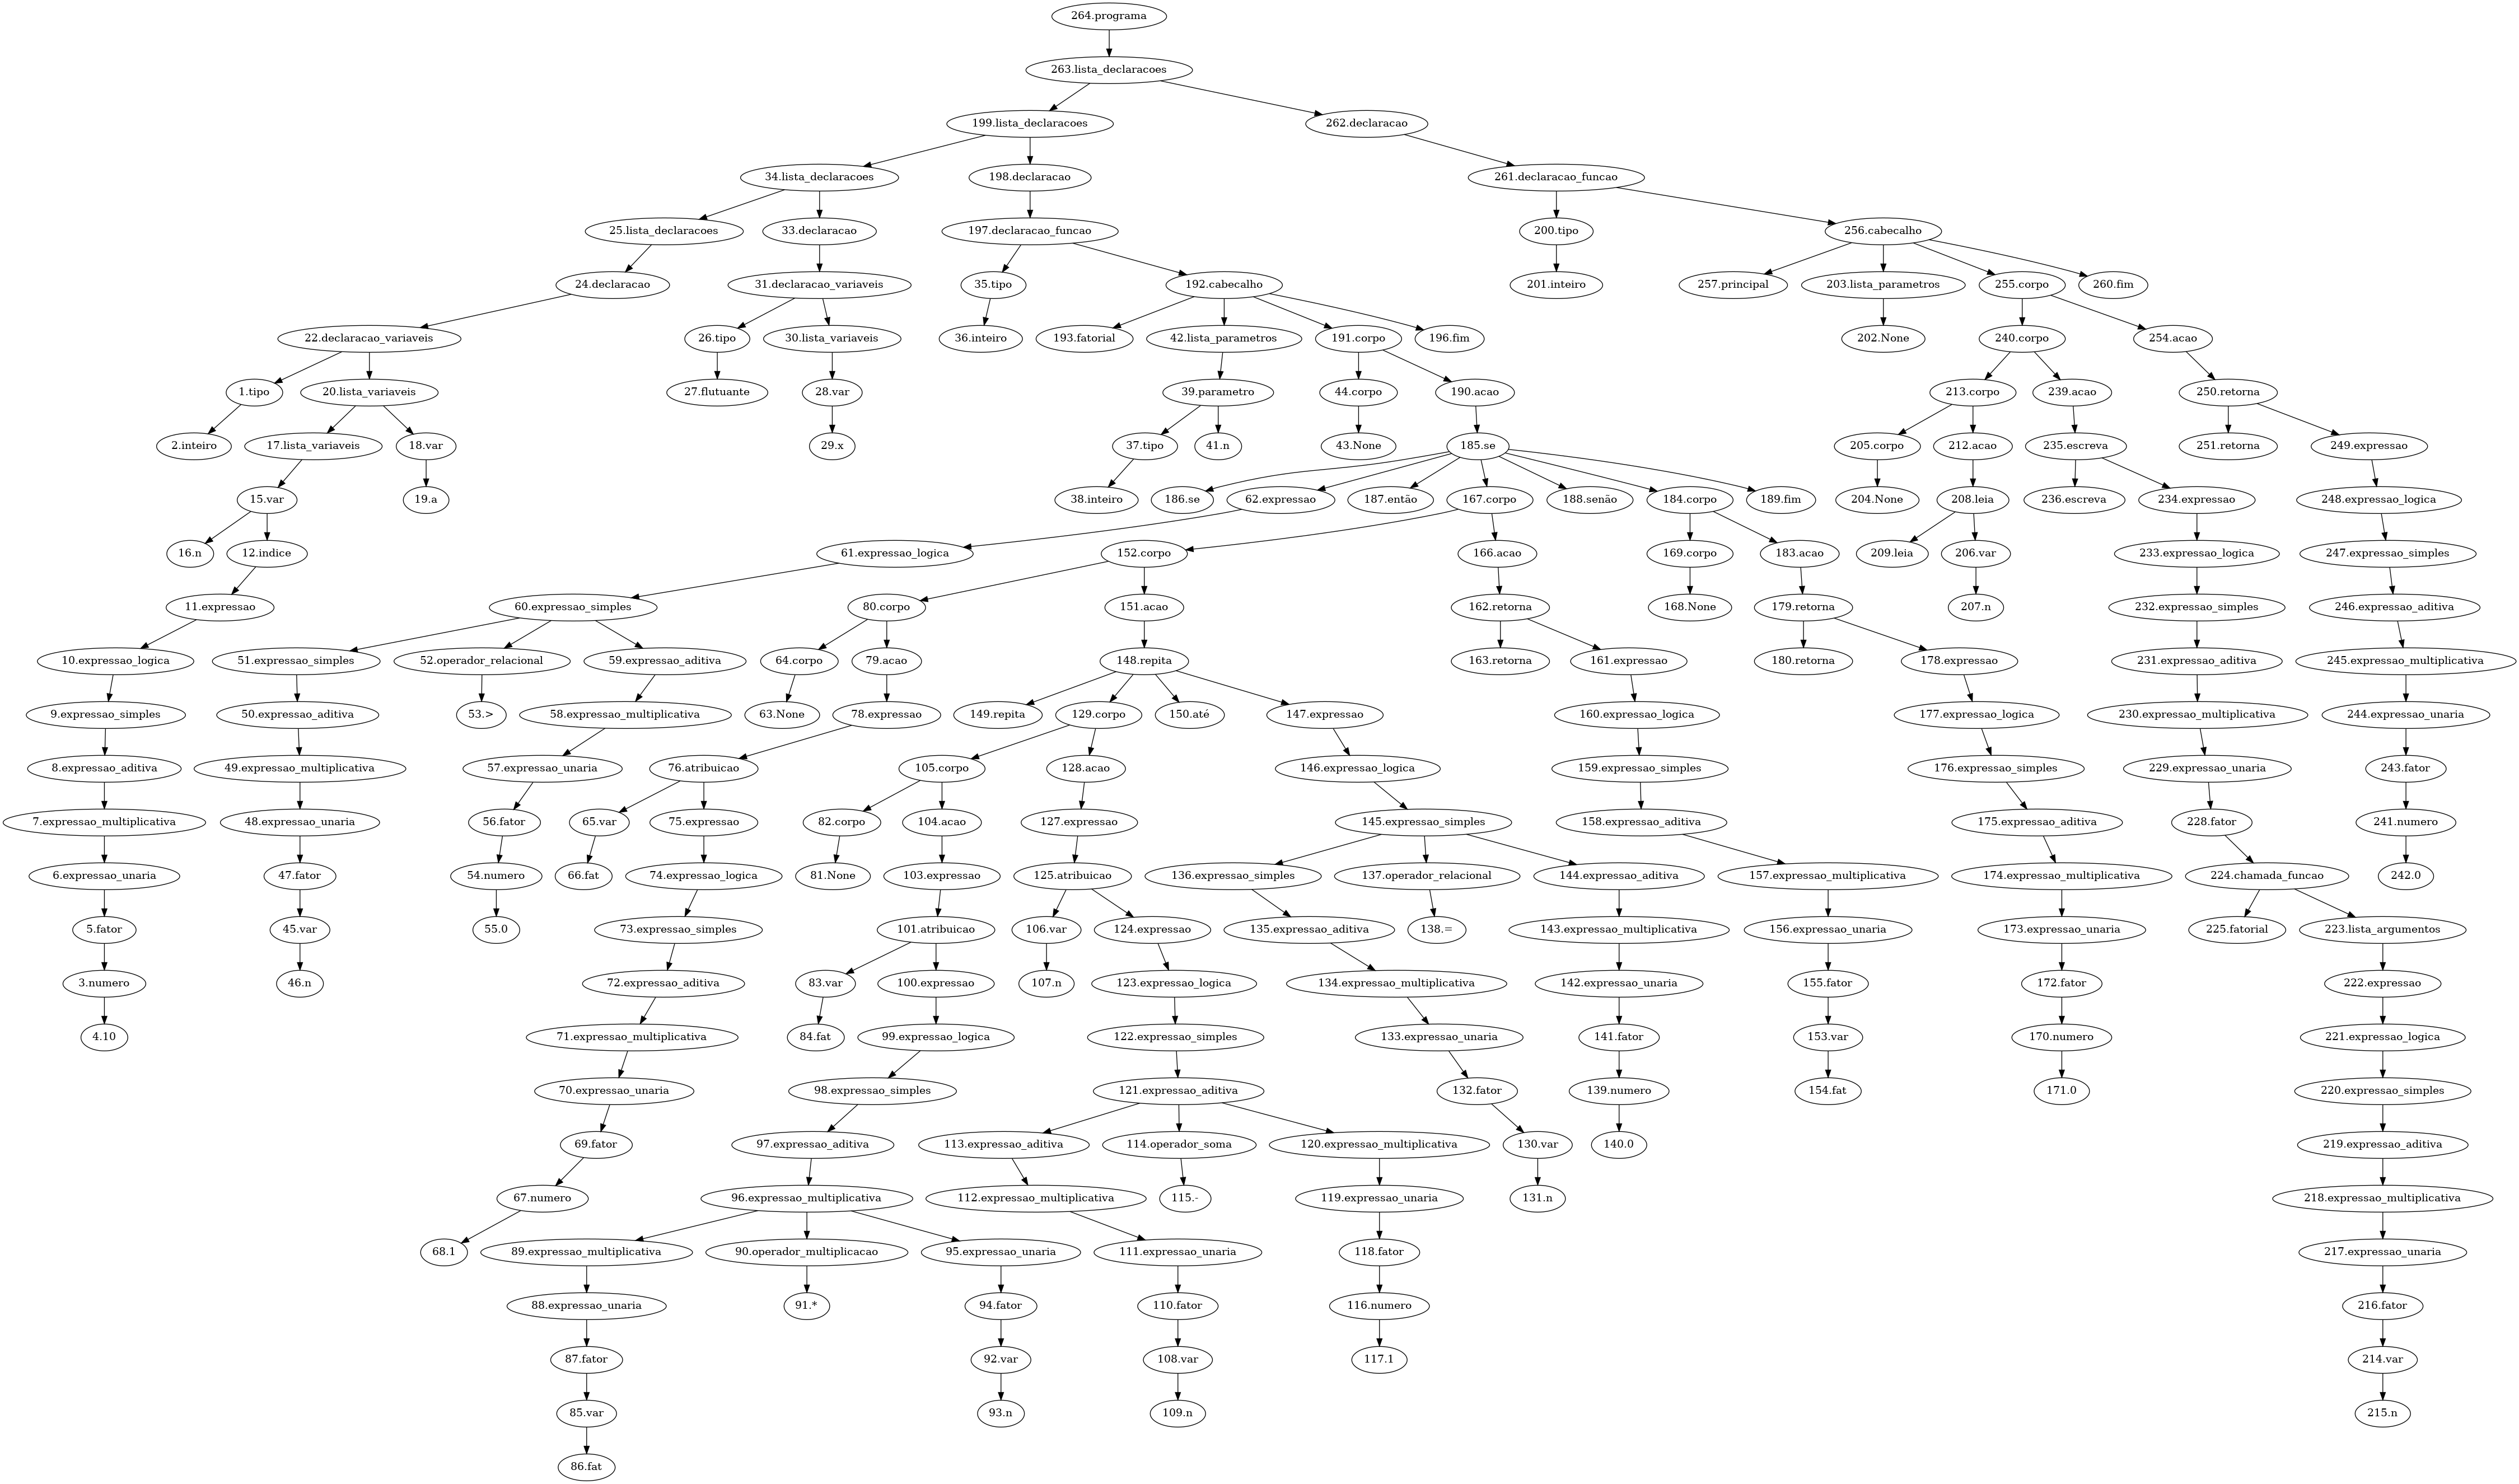 264.programa
263.lista_declaracoes
199.lista_declaracoes 262.declaracao
34.lista_declaracoes 198.declaracao 261.declaracao_funcao
25.lista_declaracoes 33.declaracao 197.declaracao_funcao 200.tipo 256.cabecalho
24.declaracao 31.declaracao_variaveis 35.tipo 192.cabecalho 201.inteiro 257.principal 203.lista_parametros 255.corpo 260.fim
22.declaracao_variaveis 26.tipo 30.lista_variaveis 36.inteiro 193.fatorial 42.lista_parametros 191.corpo 196.fim 202.None 240.corpo 254.acao
1.tipo 20.lista_variaveis 27.flutuante 28.var 39.parametro 44.corpo 190.acao 213.corpo 239.acao 250.retorna
2.inteiro 17.lista_variaveis 18.var 29.x 37.tipo 41.n 43.None 185.se 205.corpo 212.acao 235.escreva 251.retorna 249.expressao
15.var 19.a 38.inteiro 186.se 62.expressao 187.então 167.corpo 188.senão 184.corpo 189.fim 204.None 208.leia 236.escreva 234.expressao 248.expressao_logica
16.n 12.indice 61.expressao_logica 152.corpo 166.acao 169.corpo 183.acao 209.leia 206.var 233.expressao_logica 247.expressao_simples
11.expressao 60.expressao_simples 80.corpo 151.acao 162.retorna 168.None 179.retorna 207.n 232.expressao_simples 246.expressao_aditiva
10.expressao_logica 51.expressao_simples 52.operador_relacional 59.expressao_aditiva 64.corpo 79.acao 148.repita 163.retorna 161.expressao 180.retorna 178.expressao 231.expressao_aditiva 245.expressao_multiplicativa
9.expressao_simples 50.expressao_aditiva 53.> 58.expressao_multiplicativa 63.None 78.expressao 149.repita 129.corpo 150.até 147.expressao 160.expressao_logica 177.expressao_logica 230.expressao_multiplicativa 244.expressao_unaria
8.expressao_aditiva 49.expressao_multiplicativa 57.expressao_unaria 76.atribuicao 105.corpo 128.acao 146.expressao_logica 159.expressao_simples 176.expressao_simples 229.expressao_unaria 243.fator
7.expressao_multiplicativa 48.expressao_unaria 56.fator 65.var 75.expressao 82.corpo 104.acao 127.expressao 145.expressao_simples 158.expressao_aditiva 175.expressao_aditiva 228.fator 241.numero
6.expressao_unaria 47.fator 54.numero 66.fat 74.expressao_logica 81.None 103.expressao 125.atribuicao 136.expressao_simples 137.operador_relacional 144.expressao_aditiva 157.expressao_multiplicativa 174.expressao_multiplicativa 224.chamada_funcao 242.0
5.fator 45.var 55.0 73.expressao_simples 101.atribuicao 106.var 124.expressao 135.expressao_aditiva 138.= 143.expressao_multiplicativa 156.expressao_unaria 173.expressao_unaria 225.fatorial 223.lista_argumentos
3.numero 46.n 72.expressao_aditiva 83.var 100.expressao 107.n 123.expressao_logica 134.expressao_multiplicativa 142.expressao_unaria 155.fator 172.fator 222.expressao
4.10 71.expressao_multiplicativa 84.fat 99.expressao_logica 122.expressao_simples 133.expressao_unaria 141.fator 153.var 170.numero 221.expressao_logica
70.expressao_unaria 98.expressao_simples 121.expressao_aditiva 132.fator 139.numero 154.fat 171.0 220.expressao_simples
69.fator 97.expressao_aditiva 113.expressao_aditiva 114.operador_soma 120.expressao_multiplicativa 130.var 140.0 219.expressao_aditiva
67.numero 96.expressao_multiplicativa 112.expressao_multiplicativa 115.- 119.expressao_unaria 131.n 218.expressao_multiplicativa
68.1 89.expressao_multiplicativa 90.operador_multiplicacao 95.expressao_unaria 111.expressao_unaria 118.fator 217.expressao_unaria
88.expressao_unaria 91.* 94.fator 110.fator 116.numero 216.fator
87.fator 92.var 108.var 117.1 214.var
85.var 93.n 109.n 215.n
86.fat